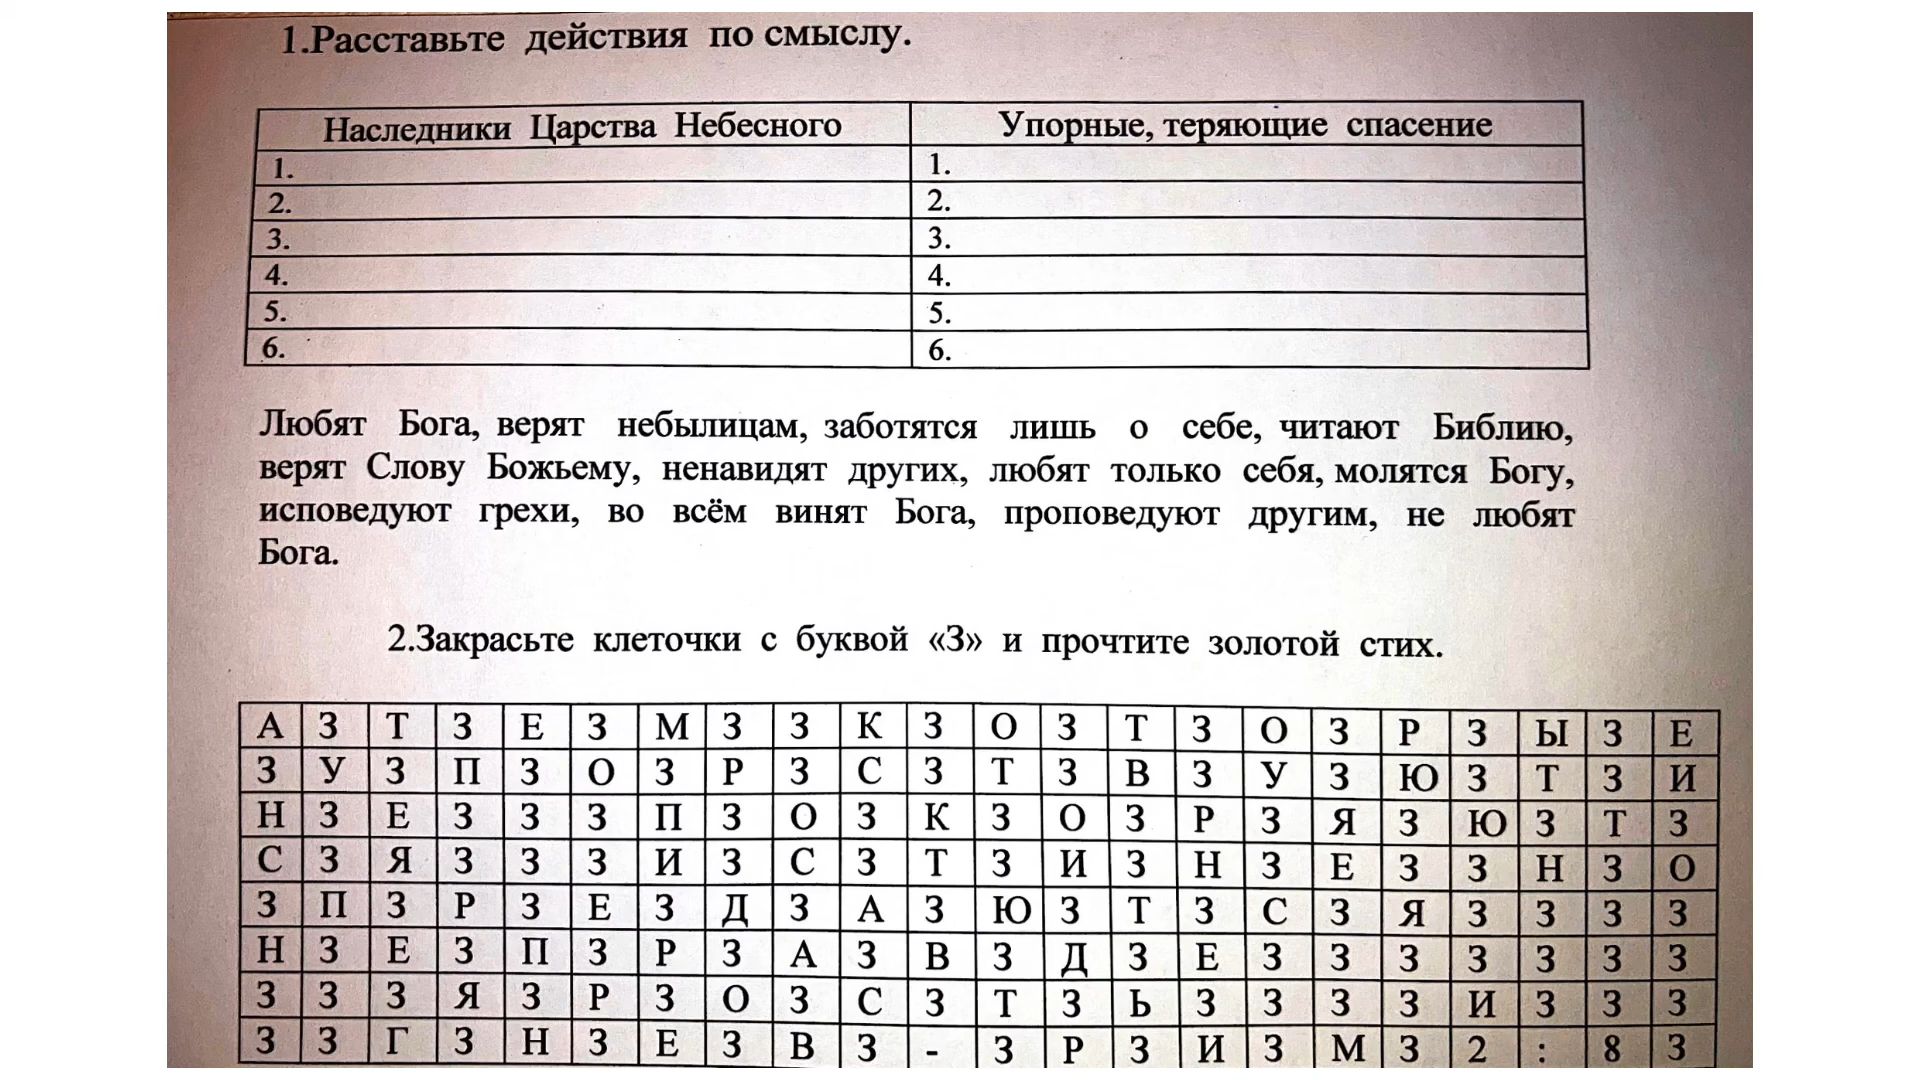 1.Расставьте действия по смыслу.
Наследники Царства Небесного Упорные, теряющие спасение
1. 1.
2. 2.
3. 3.
4. 4.
5. 5.
6. 6.
Любят Бога, верят небылицам, заботятся лишь о себе, читают Библию,
верят Слову Божьему, ненавидят других, любят только себя, молятся Богу,
исповедуют грехи, во всём винят Бога, проповедуют другим, не любят
Бога.
2.Закрасьте клеточки с буквой «З» и прочтите золотой стих.
А З Т З Е З М З З К З О З Т З О З Р З Ы З Е
З У З П З О З Р З С З Т З В З У З Ю З Т З И
Н З Е З З З П З О З К З О З Р З Я З Ю З Т З
С З Я З З З И З С З Т З И З Н З Е З З Н З О
З П З Р З Е З Д З А З Ю З Т З С З Я З З З З
Н З Е З П З Р З А З В З Д З Е З З З З З З З
З З З Я З Р З О З С З Т З Ь З З З З И З З З
З З Г З Н З Е З В З - З Р З И З М З 2 : 8 З